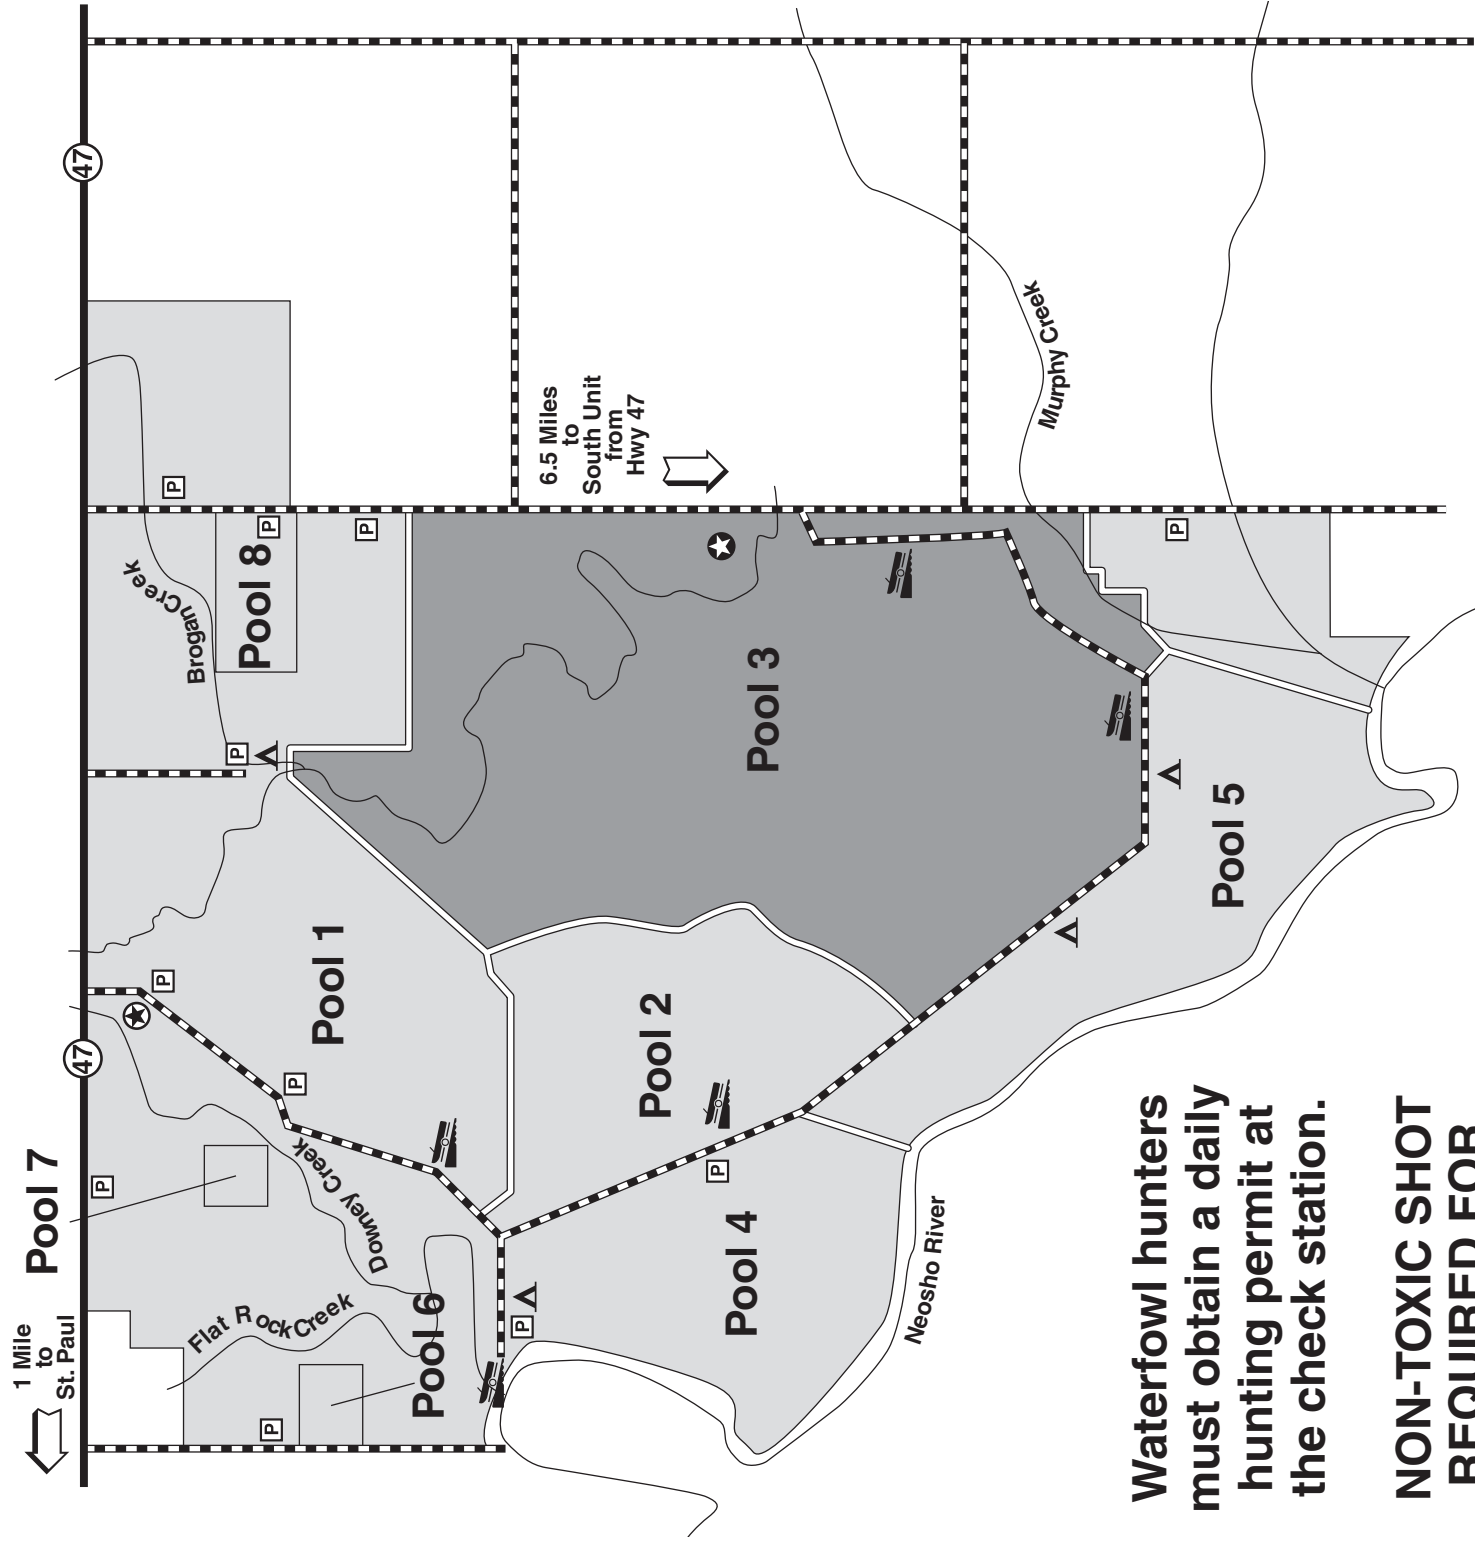 47
47
1 Mile
to
St. Paul
Pool 7
P
P
P
P
P
P
P
P
P
P
P
Brogan Creek
Pool 8
Pool 1
Downey Creek
Flat Rock Creek
Pool 6
6.5 Miles
to
South Unit
from
Hwy 47
Pool 3
Pool 2
Pool 4
Pool 5
Murphy Creek
Neosho River
Waterfowl hunters
must obtain a daily
hunting permit at
the check station.
NON-TOXIC SHOT
REQUIRED FOR